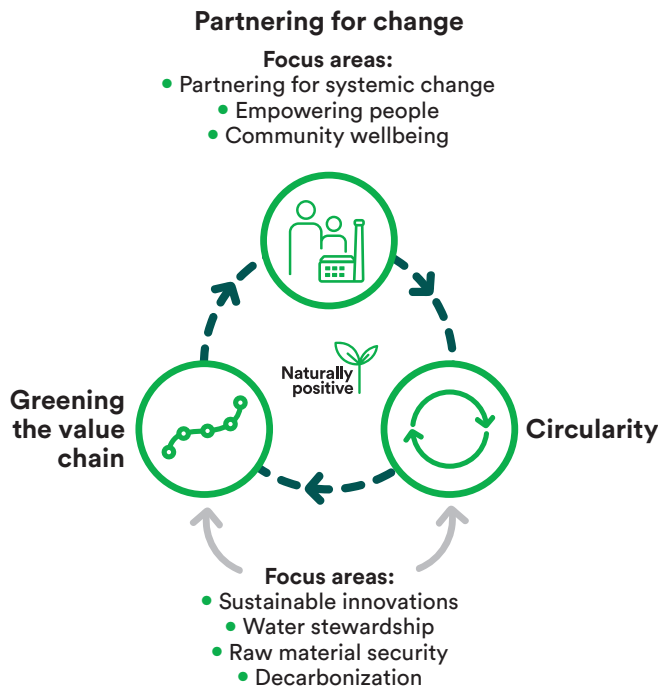 Partnering for change
Focus areas:
• Partnering for systemic change
• Empowering people
• Community wellbeing
Naturally
positive
Greening
the value
chain
Circularity
Focus areas:
• Sustainable innovations
• Water stewardship
• Raw material security
• Decarbonization